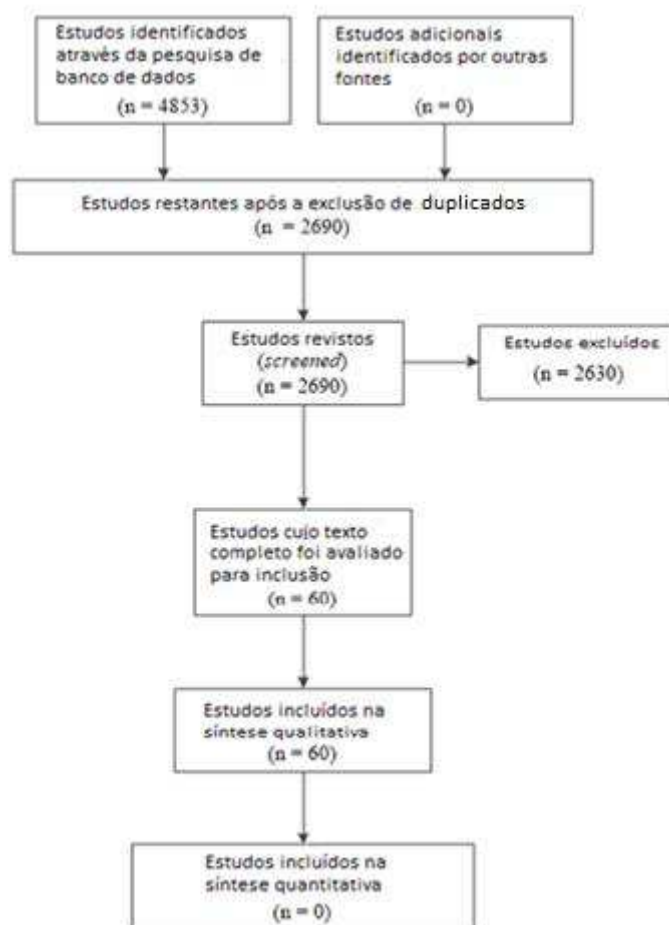 Estudos identificados
através da pesquisa de
banco de dados
(n = 4853)
Estudos adicionais
identificados por outras
fontes
(n = 0)
Estudos restantes após a exclusão de duplicados
(n = 2690)
Estudos revistos
(screened)
(n = 2690)
Estudos excluídos
(n = 2630)
Estudos cujo texto
completo foi avaliado
para inclusão
(n = 60)
Estudos incluídos na
síntese qualitativa
(n = 60)
Estudos incluídos na
síntese quantitativa
(n = 0)